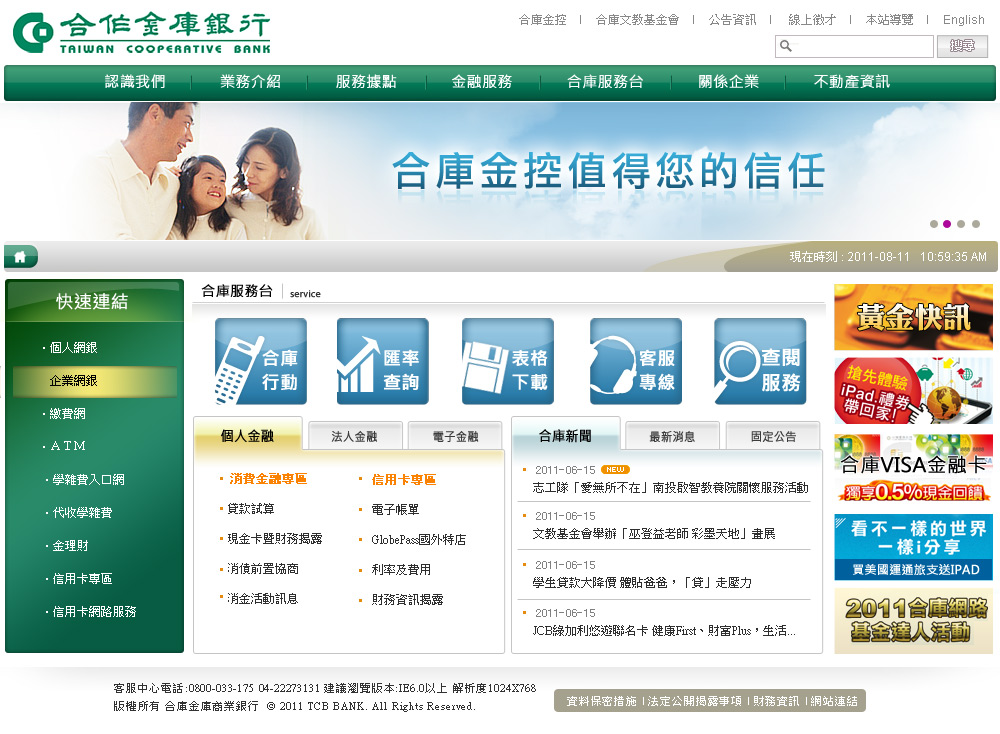 合作金庫銀行
TAIWAN COOPERATIVE BANK
合庫金控 | 合庫文教基金會 | 公告資訊 | 線上徵才 | 本站導覽 | English
搜尋
認識我們 業務介紹 服務據點 金融服務 合庫服務台 關係企業 不動產資訊
合庫金控值得您的信任
現在時刻 : 2011-08-11 10:59:35 AM
快速連結
·個人網銀
企業網銀
·繳費網
·ATM
·學雜費入口網
·代收學雜費
·金理財
·信用卡專區
·信用卡網路服務
合庫服務台 | service
合庫行動
匯率查詢
表格下載
客服專線
查閱服務
個人金融 法人金融 電子金融
消費金融專區
貸款試算
現金卡暨財務揭露
消債前置協商
消金活動訊息
信用卡專區
電子帳單
GlobePass國外特店
利率及費用
財務資訊揭露
合庫新聞 最新消息 固定公告
2011-06-15 NEW
志工隊「愛無所不在」南投啟智教養院關懷服務活動
2011-06-15
文教基金會舉辦「巫登益老師 彩墨天地」畫展
2011-06-15
學生貸款大降價 體貼爸爸，「貸」走壓力
2011-06-15
JCB綠加利悠遊聯名卡 健康First、財富Plus，生活...
黃金快訊
搶先體驗
iPad.禮券
帶回家!
合庫VISA金融卡
獨享0.5%現金回饋
看不一樣的世界
一樣i分享
買美國運通旅支送IPAD
2011合庫網路
基金達人活動
客服中心電話:0800-033-175 04-22273131 建議瀏覽版本:IE6.0以上 解析度1024X768
版權所有 合庫金庫商業銀行 © 2011 TCB BANK. All Rights Reserved.
資料保密措施 | 法定公開揭露事項 | 財務資訊 | 網站連結